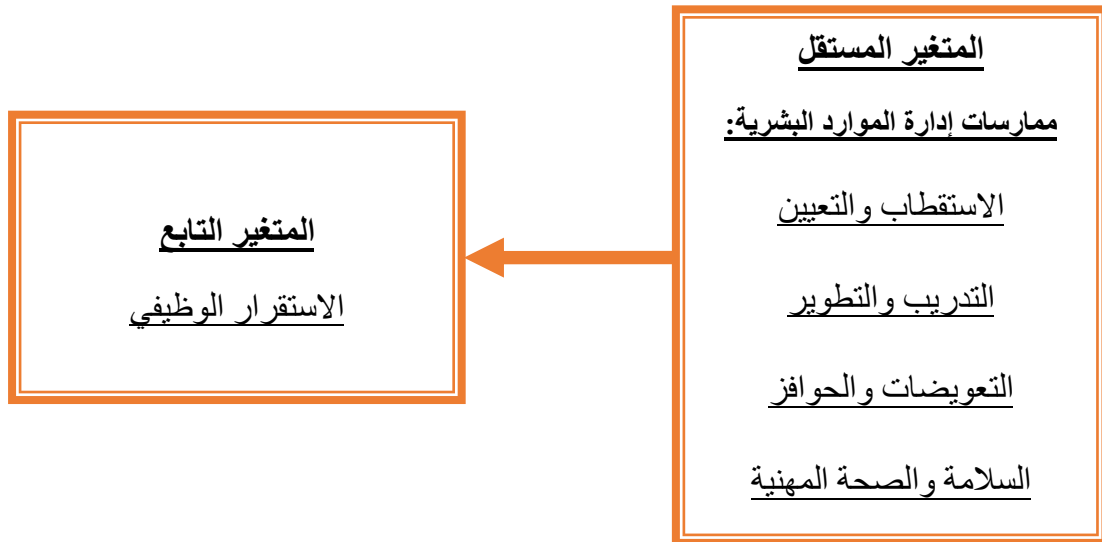 المتغير المستقل
ممارسات إدارة الموارد البشرية:
الاستقطاب والتعيين
التدريب والتطوير
التعويضات والحوافز
السلامة والصحة المهنية
المتغير التابع
الاستقرار الوظيفي